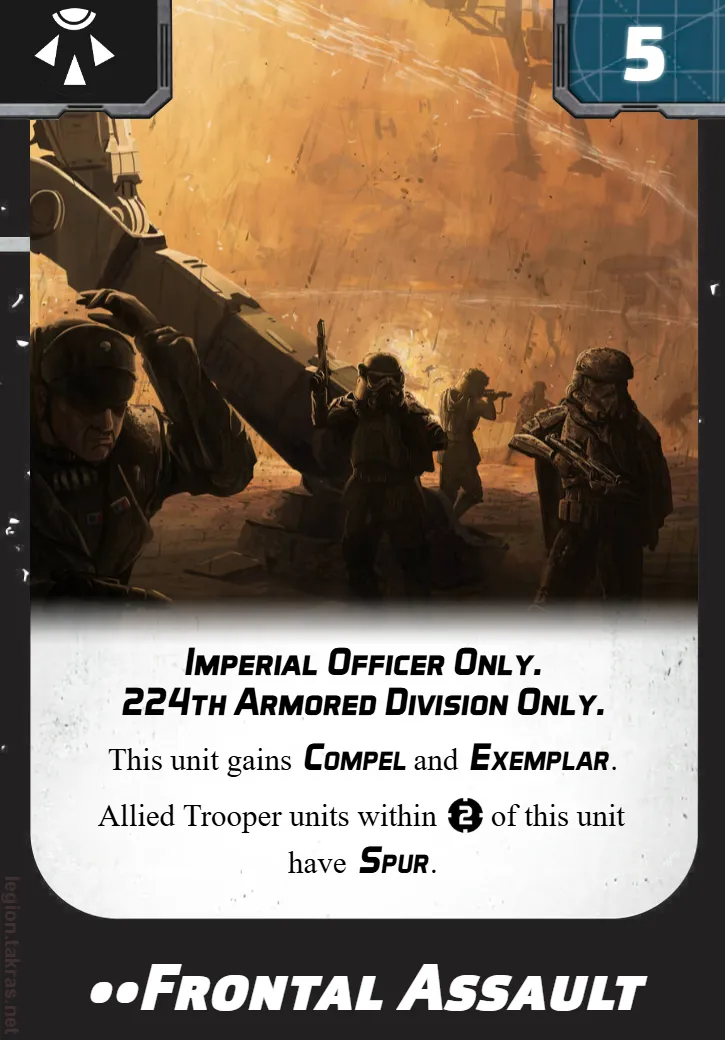 5
Imperial Officer Only.
224th Armored Division Only.
This unit gains Compel and Exemplar.
Allied Trooper units within 2 of this unit
have Spur.
••Frontal Assault
legion.takras.net